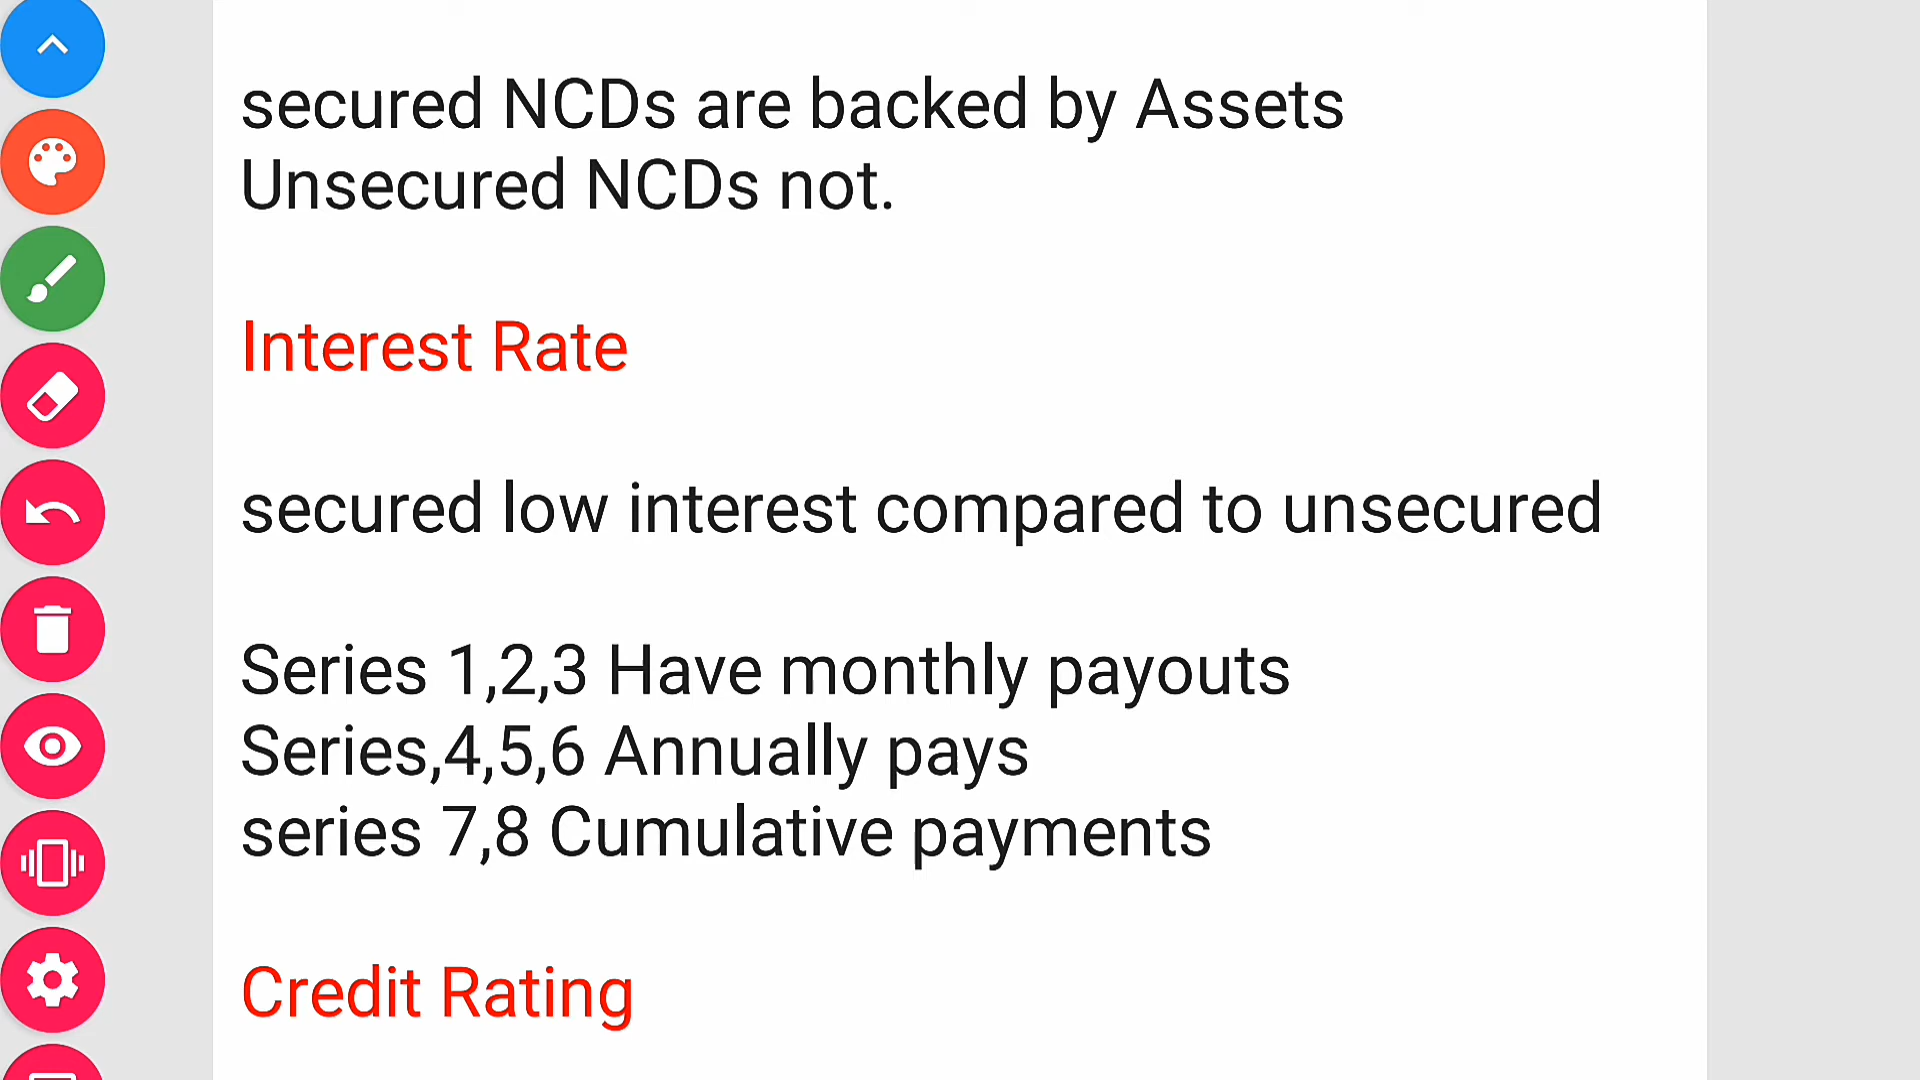 secured NCDs are backed by Assets
Unsecured NCDs not.
Interest Rate
secured low interest compared to unsecured
Series 1,2,3 Have monthly payouts
Series,4,5,6 Annually pays
series 7,8 Cumulative payments
Credit Rating